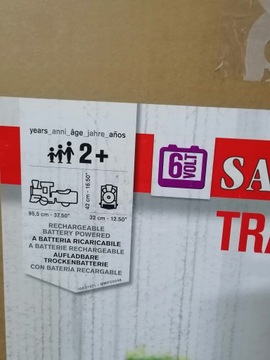 years_anni_âge_jahre_años
2+
6
VOLT
SA
TRA
42 cm - 16.50"
95,5 cm - 37.50"
32 cm - 12.50"
RECHARGEABLE
BATTERY POWERED
A BATTERIA RICARICABILE
A BATTERIE RECHARGEABLE
AUFLADBARE
TROCKENBATTERIE
CON BATERÍA RECARGABLE